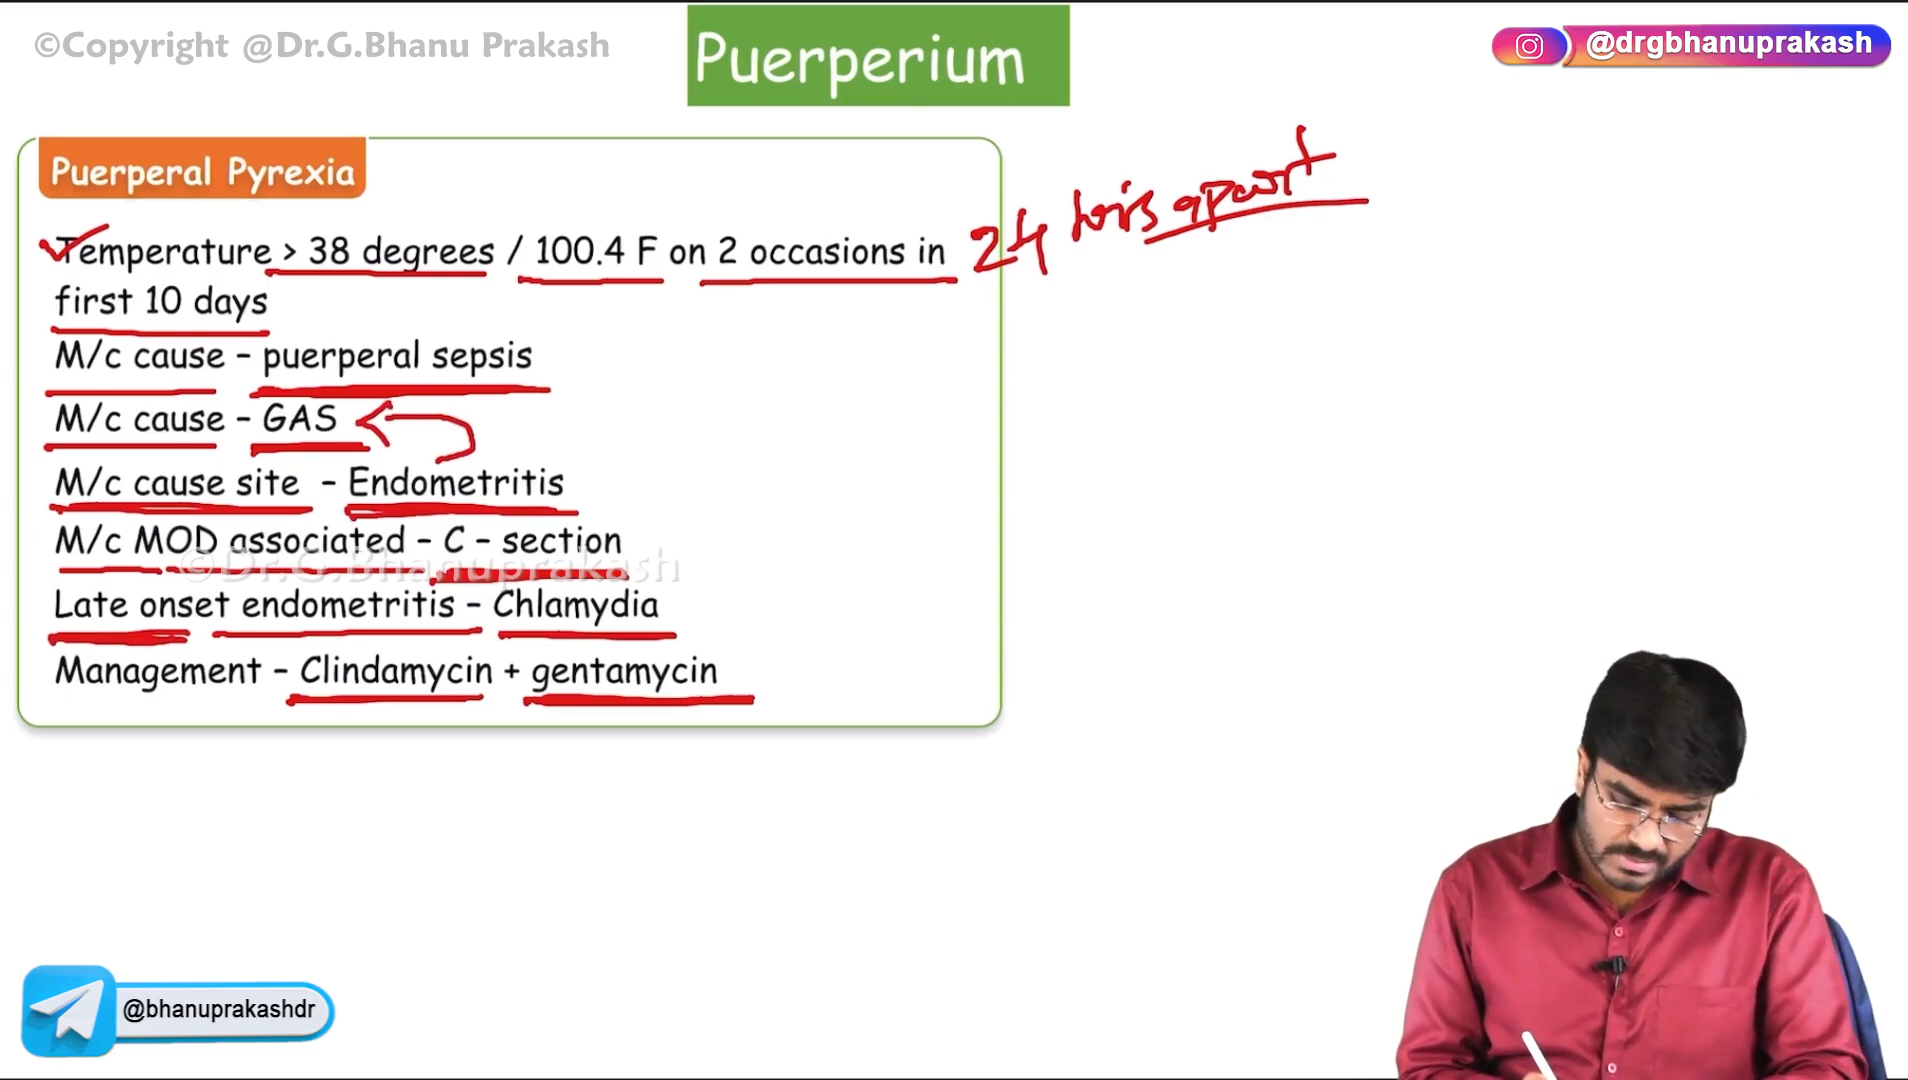 ©Copyright @Dr.G.Bhanu Prakash
Puerperium
@drgbhanuprakash
Puerperal Pyrexia
Temperature > 38 degrees / 100.4 F on 2 occasions in 24 hrs apart
first 10 days
M/c cause – puerperal sepsis
M/c cause – GAS
M/c cause site – Endometritis
M/c MOD associated – C – section
©Dr.G.Bhanuprakash
Late onset endometritis – Chlamydia
Management – Clindamycin + gentamycin
@bhanuprakashdr